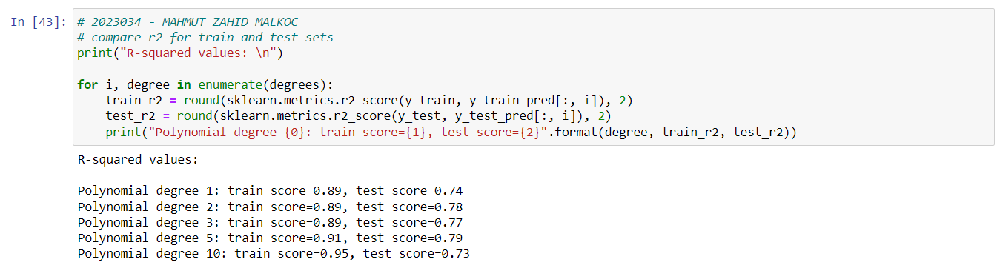 In [43]: # 2023034 - MAHMUT ZAHID MALKOC
# compare r2 for train and test sets
print("R-squared values: \n")
for i, degree in enumerate(degrees):
train_r2 = round(sklearn.metrics.r2_score(y_train, y_train_pred[:, i]), 2)
test_r2 = round(sklearn.metrics.r2_score(y_test, y_test_pred[:, i]), 2)
print("Polynomial degree {0}: train score={1}, test score={2}".format(degree, train_r2, test_r2))
R-squared values:
Polynomial degree 1: train score=0.89, test score=0.74
Polynomial degree 2: train score=0.89, test score=0.78
Polynomial degree 3: train score=0.89, test score=0.77
Polynomial degree 5: train score=0.91, test score=0.79
Polynomial degree 10: train score=0.95, test score=0.73